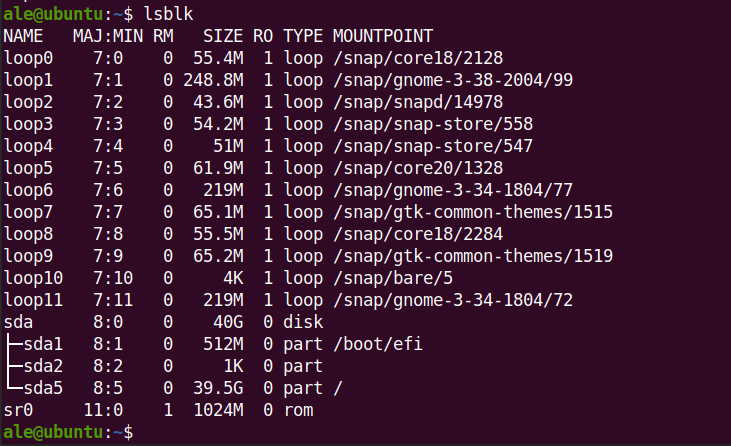 ale@ubuntu:~$ lsblk
NAME   MAJ:MIN RM   SIZE RO TYPE MOUNTPOINT
loop0    7:0    0  55.4M  1 loop /snap/core18/2128
loop1    7:1    0 248.8M  1 loop /snap/gnome-3-38-2004/99
loop2    7:2    0  43.6M  1 loop /snap/snapd/14978
loop3    7:3    0  54.2M  1 loop /snap/snap-store/558
loop4    7:4    0    51M  1 loop /snap/snap-store/547
loop5    7:5    0  61.9M  1 loop /snap/core20/1328
loop6    7:6    0   219M  1 loop /snap/gnome-3-34-1804/77
loop7    7:7    0  65.1M  1 loop /snap/gtk-common-themes/1515
loop8    7:8    0  55.5M  1 loop /snap/core18/2284
loop9    7:9    0  65.2M  1 loop /snap/gtk-common-themes/1519
loop10   7:10   0     4K  1 loop /snap/bare/5
loop11   7:11   0   219M  1 loop /snap/gnome-3-34-1804/72
sda      8:0    0    40G  0 disk
├─sda1   8:1    0   512M  0 part /boot/efi
├─sda2   8:2    0     1K  0 part
└─sda5   8:5    0  39.5G  0 part /
sr0     11:0    1  1024M  0 rom
ale@ubuntu:~$